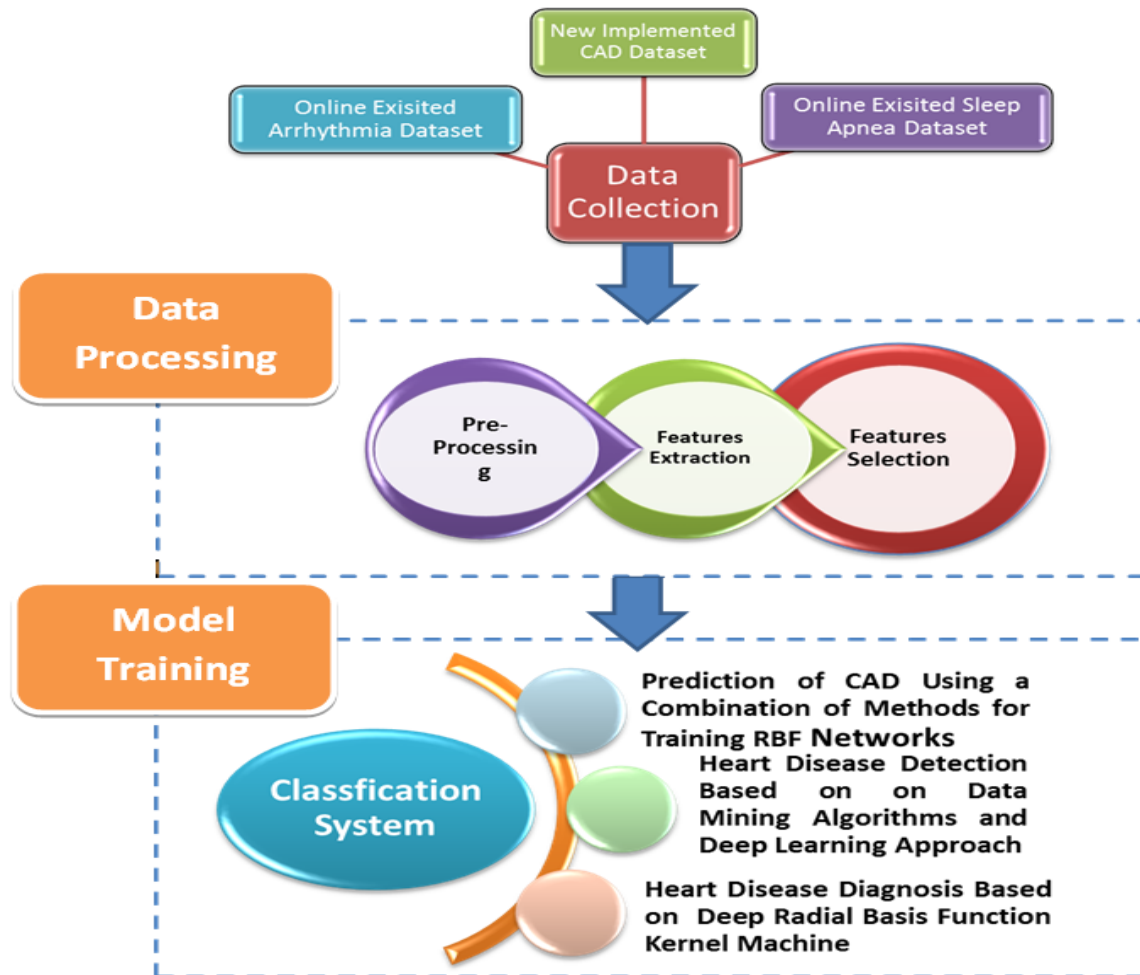 New Implemented
CAD Dataset
Online Exisited
Arrhythmia Dataset
Online Exisited Sleep
Apnea Dataset
Data
Collection
Data
Processing
Pre-
Processin
g
Features
Extraction
Features
Selection
Model
Training
Classfication
System
Prediction of CAD Using a
Combination of Methods for
Training RBF Networks
Heart Disease Detection
Based on on Data
Mining Algorithms and
Deep Learning Approach
Heart Disease Diagnosis Based
on Deep Radial Basis Function
Kernel Machine